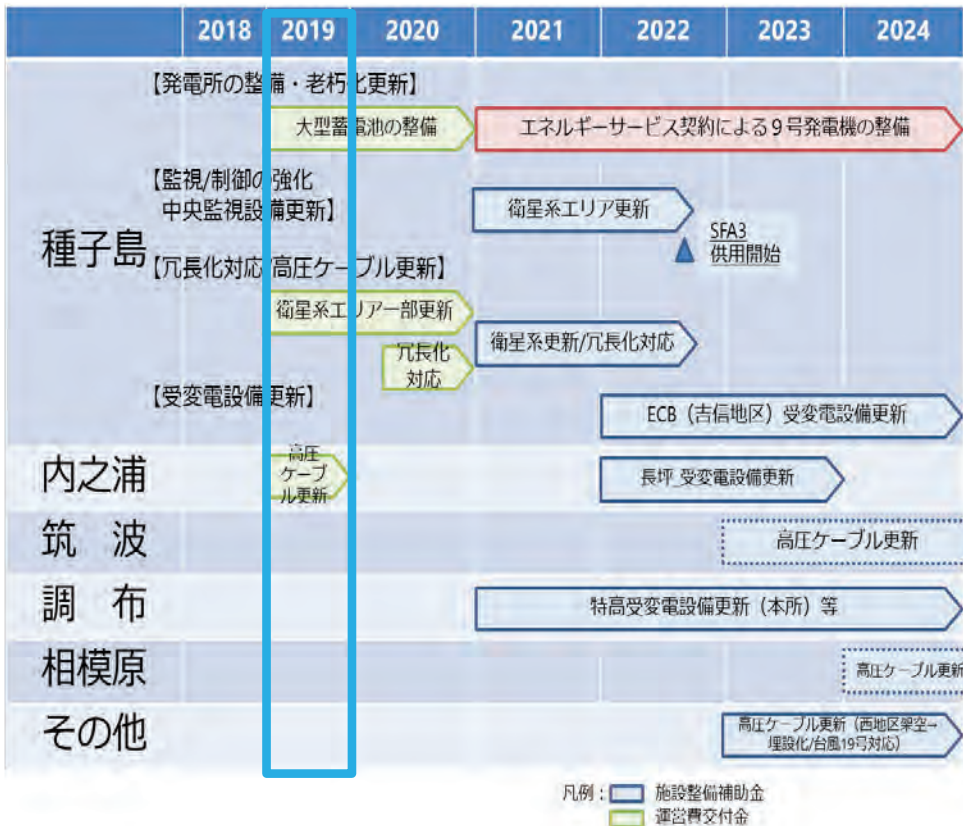 2018 2019 2020 2021 2022 2023 2024
種子島
【発電所の整備・老朽化更新】
大型蓄電池の整備
エネルギーサービス契約による9号発電機の整備
【監視/制御の強化
中央監視設備更新】
衛星系エリア更新
SFA3
供用開始
【冗長化対応/高圧ケーブル更新】
衛星系エリア一部更新
冗長化
対応
衛星系更新/冗長化対応
【受変電設備更新】
ECB（吉信地区）受変電設備更新
内之浦
高圧
ケーブ
ル更新
長坪_受変電設備更新
筑　波
高圧ケーブル更新
調　布
特高受変電設備更新（本所）等
相模原
高圧ケーブル更新
その他
高圧ケーブル更新（西地区架空→
埋設化/台風19号対応）
凡例：　施設整備補助金
運営費交付金